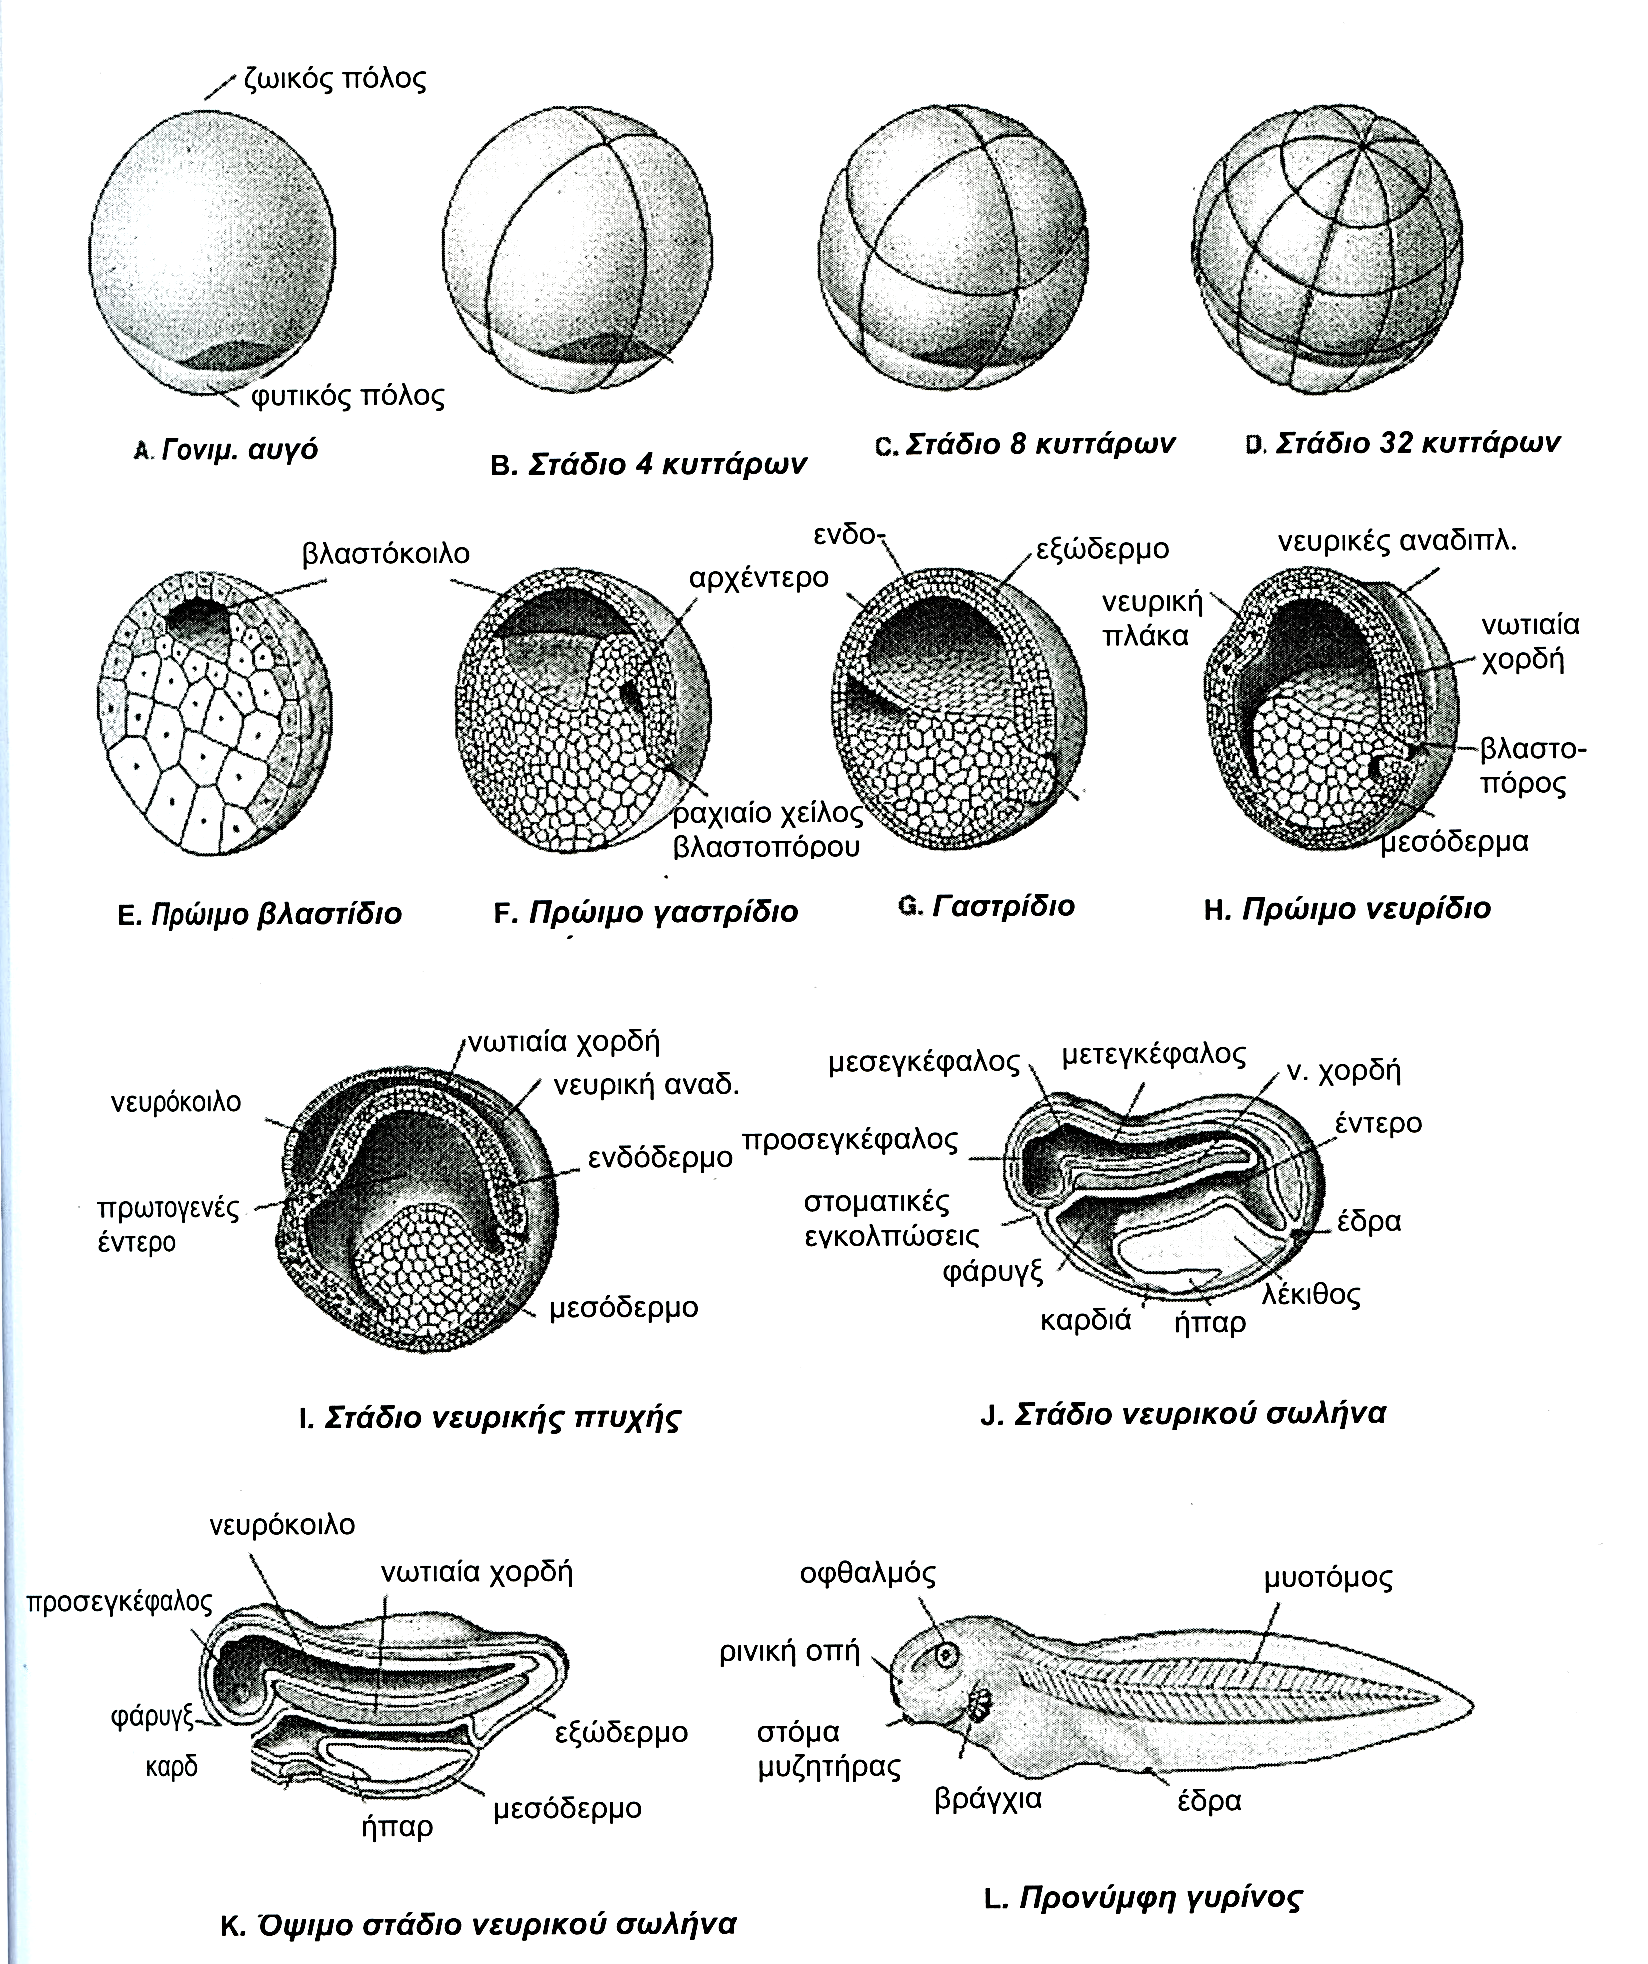 ζωικός πόλος
φυτικός πόλος
A. Γονιμ. αυγό
B. Στάδιο 4 κυττάρων
C. Στάδιο 8 κυττάρων
D. Στάδιο 32 κυττάρων
βλαστόκοιλο
ενδο-
αρχέντερο
εξώδερμο
νευρικές αναδιπλ.
νευρική
πλάκα
νωτιαία
χορδή
βλαστο-
πόρος
ραχιαίο χείλος
βλαστοπόρου
μεσόδερμα
E. Πρώιμο βλαστίδιο
F. Πρώιμο γαστρίδιο
G. Γαστρίδιο
H. Πρώιμο νευρίδιο
νωτιαία χορδή
νευρική αναδ.
νευρόκοιλο
ενδόδερμο
πρωτογενές
έντερο
μεσόδερμο
μεσεγκέφαλος
μετεγκέφαλος
ν. χορδή
έντερο
προσεγκέφαλος
στοματικές
εγκολπώσεις
έδρα
φάρυγξ
λέκιθος
καρδιά
ήπαρ
I. Στάδιο νευρικής πτυχής
J. Στάδιο νευρικού σωλήνα
νευρόκοιλο
νωτιαία χορδή
προσεγκέφαλος
φάρυγξ
καρδ
εξώδερμο
μεσόδερμο
ήπαρ
οφθαλμός
μυοτόμος
ρινική οπή
στόμα
μυζητήρας
βράγχια
έδρα
K. Όψιμο στάδιο νευρικού σωλήνα
L. Προνύμφη γυρίνος